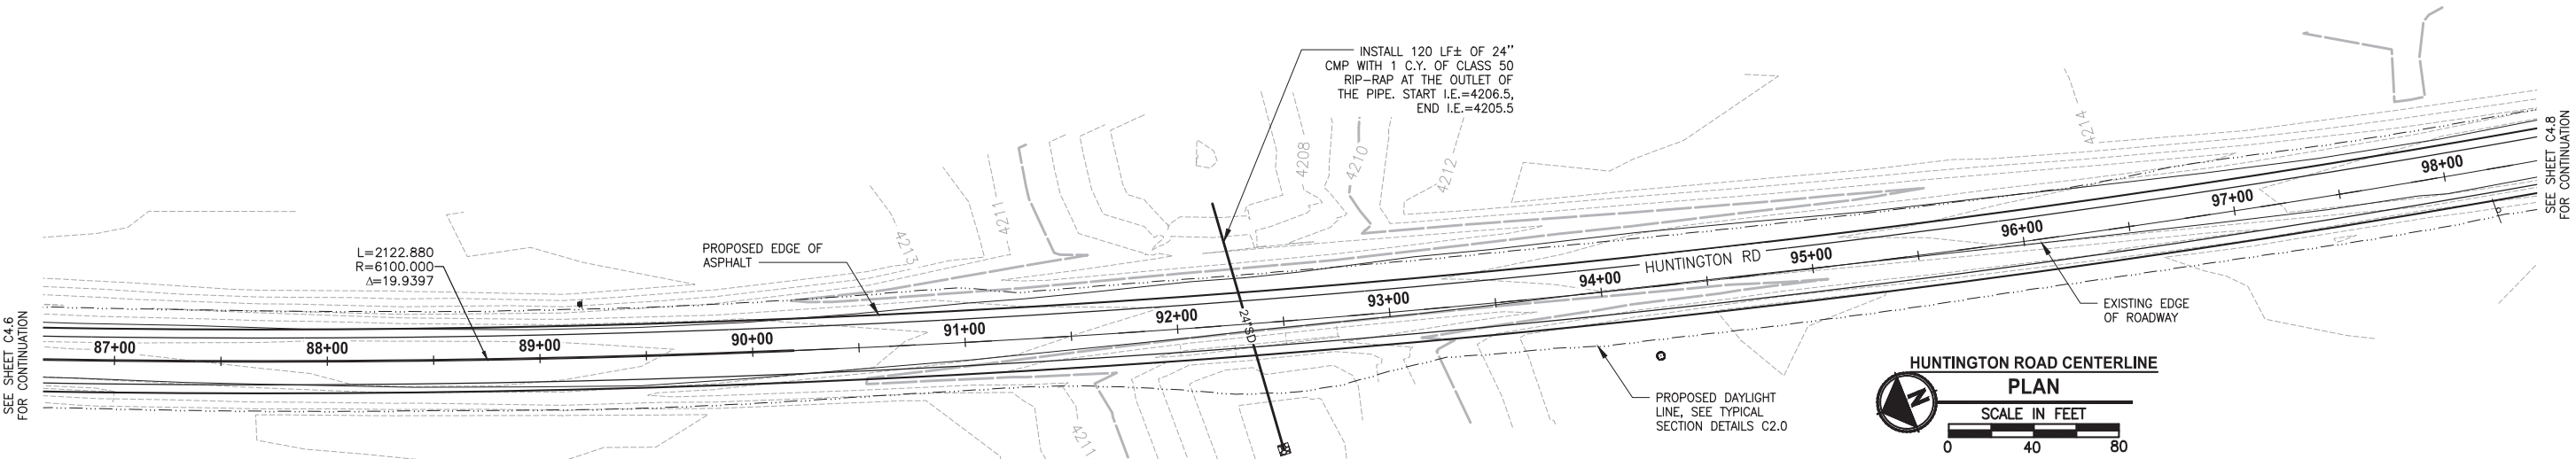 INSTALL 120 LF± OF 24"
CMP WITH 1 C.Y. OF CLASS 50
RIP-RAP AT THE OUTLET OF
THE PIPE. START I.E.=4206.5,
END I.E.=4205.5
4214
4208
4210
4212
4211
4213
L=2122.880
R=6100.000
Δ=19.9397
PROPOSED EDGE OF
ASPHALT
HUNTINGTON RD
24"SD
87+00
88+00
89+00
90+00
91+00
92+00
93+00
94+00
95+00
96+00
97+00
98+00
SEE SHEET C4.6
FOR CONTINUATION
SEE SHEET C4.8
FOR CONTINUATION
EXISTING EDGE
OF ROADWAY
PROPOSED DAYLIGHT
LINE, SEE TYPICAL
SECTION DETAILS C2.0
4211
HUNTINGTON ROAD CENTERLINE
PLAN
N
SCALE IN FEET
0 40 80